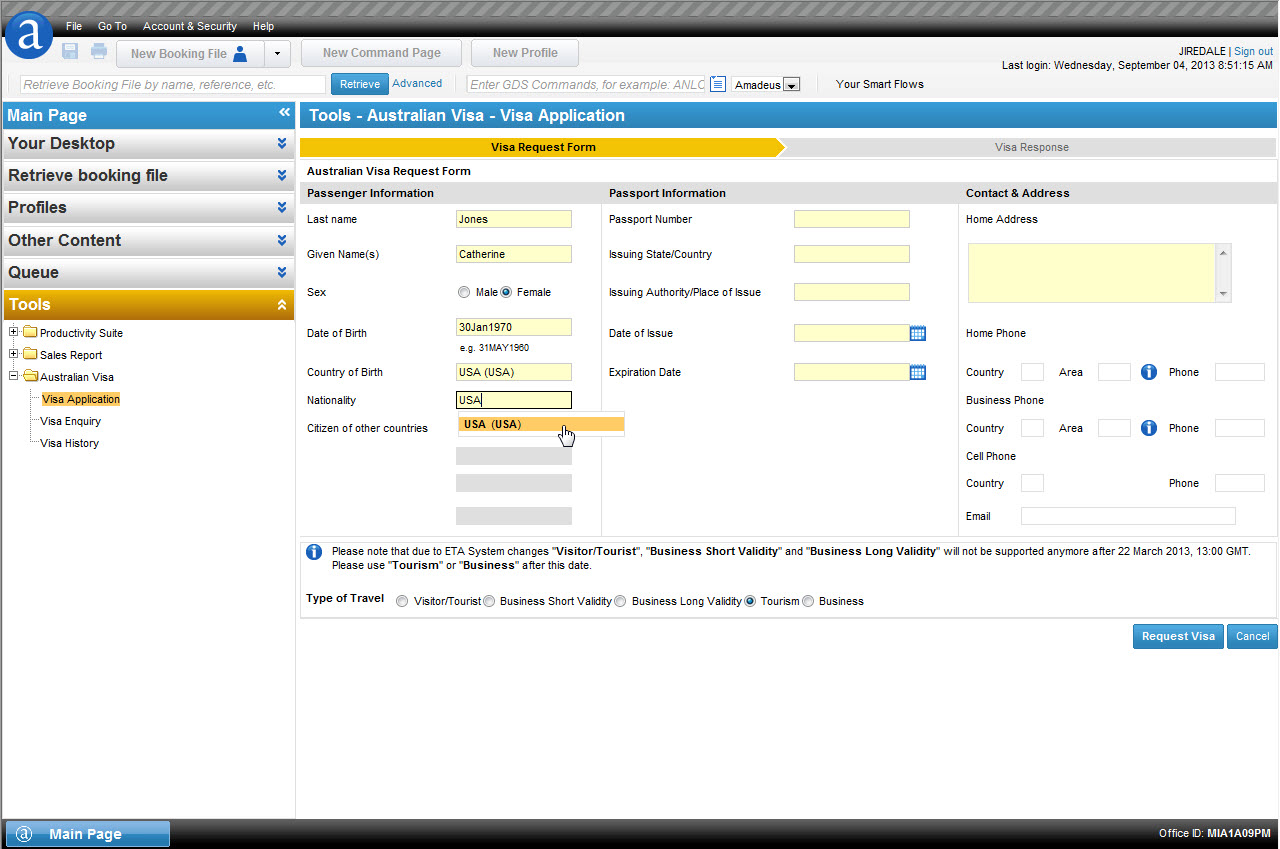 a
File Go To Account & Security Help
New Booking File New Command Page New Profile
JIREDALE | Sign out
Last login: Wednesday, September 04, 2013 8:51:15 AM
Retrieve Booking File by name, reference, etc. Retrieve Advanced Enter GDS Commands, for example: ANLC Amadeus Your Smart Flows
Main Page
Your Desktop
Retrieve booking file
Profiles
Other Content
Queue
Tools
Productivity Suite
Sales Report
Australian Visa
Visa Application
Visa Enquiry
Visa History
Tools - Australian Visa - Visa Application
Visa Request Form Visa Response
Australian Visa Request Form
Passenger Information Passport Information Contact & Address
Last name Jones Passport Number Home Address
Given Name(s) Catherine Issuing State/Country
Sex Male Female Issuing Authority/Place of Issue
Date of Birth 30Jan1970 Date of Issue Home Phone
e.g. 31MAY1960
Country of Birth USA (USA) Expiration Date Country Area Phone
Nationality USA Business Phone
Citizen of other countries USA (USA) Country Area Phone
Cell Phone
Country Phone
Email
Please note that due to ETA System changes "Visitor/Tourist", "Business Short Validity" and "Business Long Validity" will not be supported anymore after 22 March 2013, 13:00 GMT.
Please use "Tourism" or "Business" after this date.
Type of Travel Visitor/Tourist Business Short Validity Business Long Validity Tourism Business
Request Visa Cancel
a Main Page Office ID: MIA1A09PM